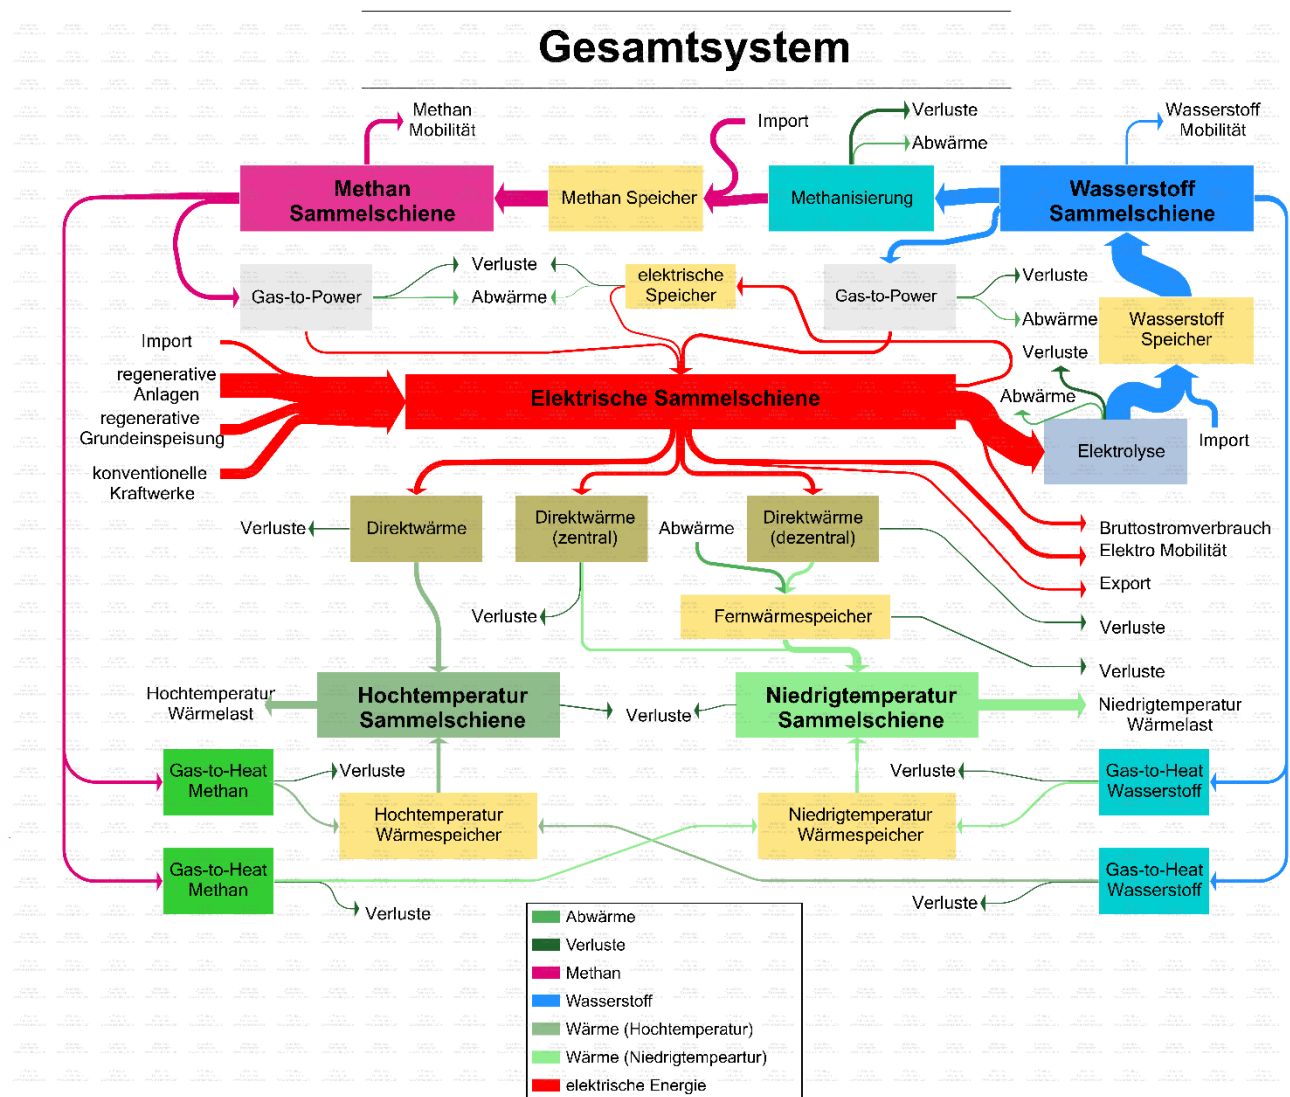 Gesamtsystem
Methan
Mobilität
Import
Verluste
Abwärme
Wasserstoff
Mobilität
Methan
Sammelschiene
Methan Speicher
Methanisierung
Wasserstoff
Sammelschiene
Gas-to-Power
Verluste
Abwärme
elektrische
Speicher
Gas-to-Power
Verluste
Abwärme
Wasserstoff
Speicher
Import
regenerative
Anlagen
regenerative
Grundeinspeisung
konventionelle
Kraftwerke
Elektrische Sammelschiene
Verluste
Abwärme
Elektrolyse
Import
Verluste
Direktwärme
Direktwärme
(zentral)
Abwärme
Direktwärme
(dezentral)
Bruttostromverbrauch
Elektro Mobilität
Export
Verluste
Fernwärmespeicher
Verluste
Verluste
Hochtemperatur
Wärmelast
Hochtemperatur
Sammelschiene
Verluste
Niedrigtemperatur
Sammelschiene
Niedrigtemperatur
Wärmelast
Gas-to-Heat
Methan
Verluste
Hochtemperatur
Wärmespeicher
Niedrigtemperatur
Wärmespeicher
Verluste
Gas-to-Heat
Wasserstoff
Gas-to-Heat
Methan
Verluste
Verluste
Gas-to-Heat
Wasserstoff
Abwärme
Verluste
Methan
Wasserstoff
Wärme (Hochtemperatur)
Wärme (Niedrigtempeartur)
elektrische Energie